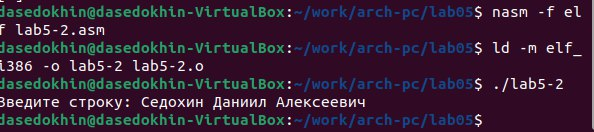 dasedokhin@dasedokhin-VirtualBox:~/work/arch-pc/lab05$ nasm -f el
f lab5-2.asm
dasedokhin@dasedokhin-VirtualBox:~/work/arch-pc/lab05$ ld -m elf_
i386 -o lab5-2 lab5-2.o
dasedokhin@dasedokhin-VirtualBox:~/work/arch-pc/lab05$ ./lab5-2
Введите строку: Седохин Даниил Алексеевич
dasedokhin@dasedokhin-VirtualBox:~/work/arch-pc/lab05$